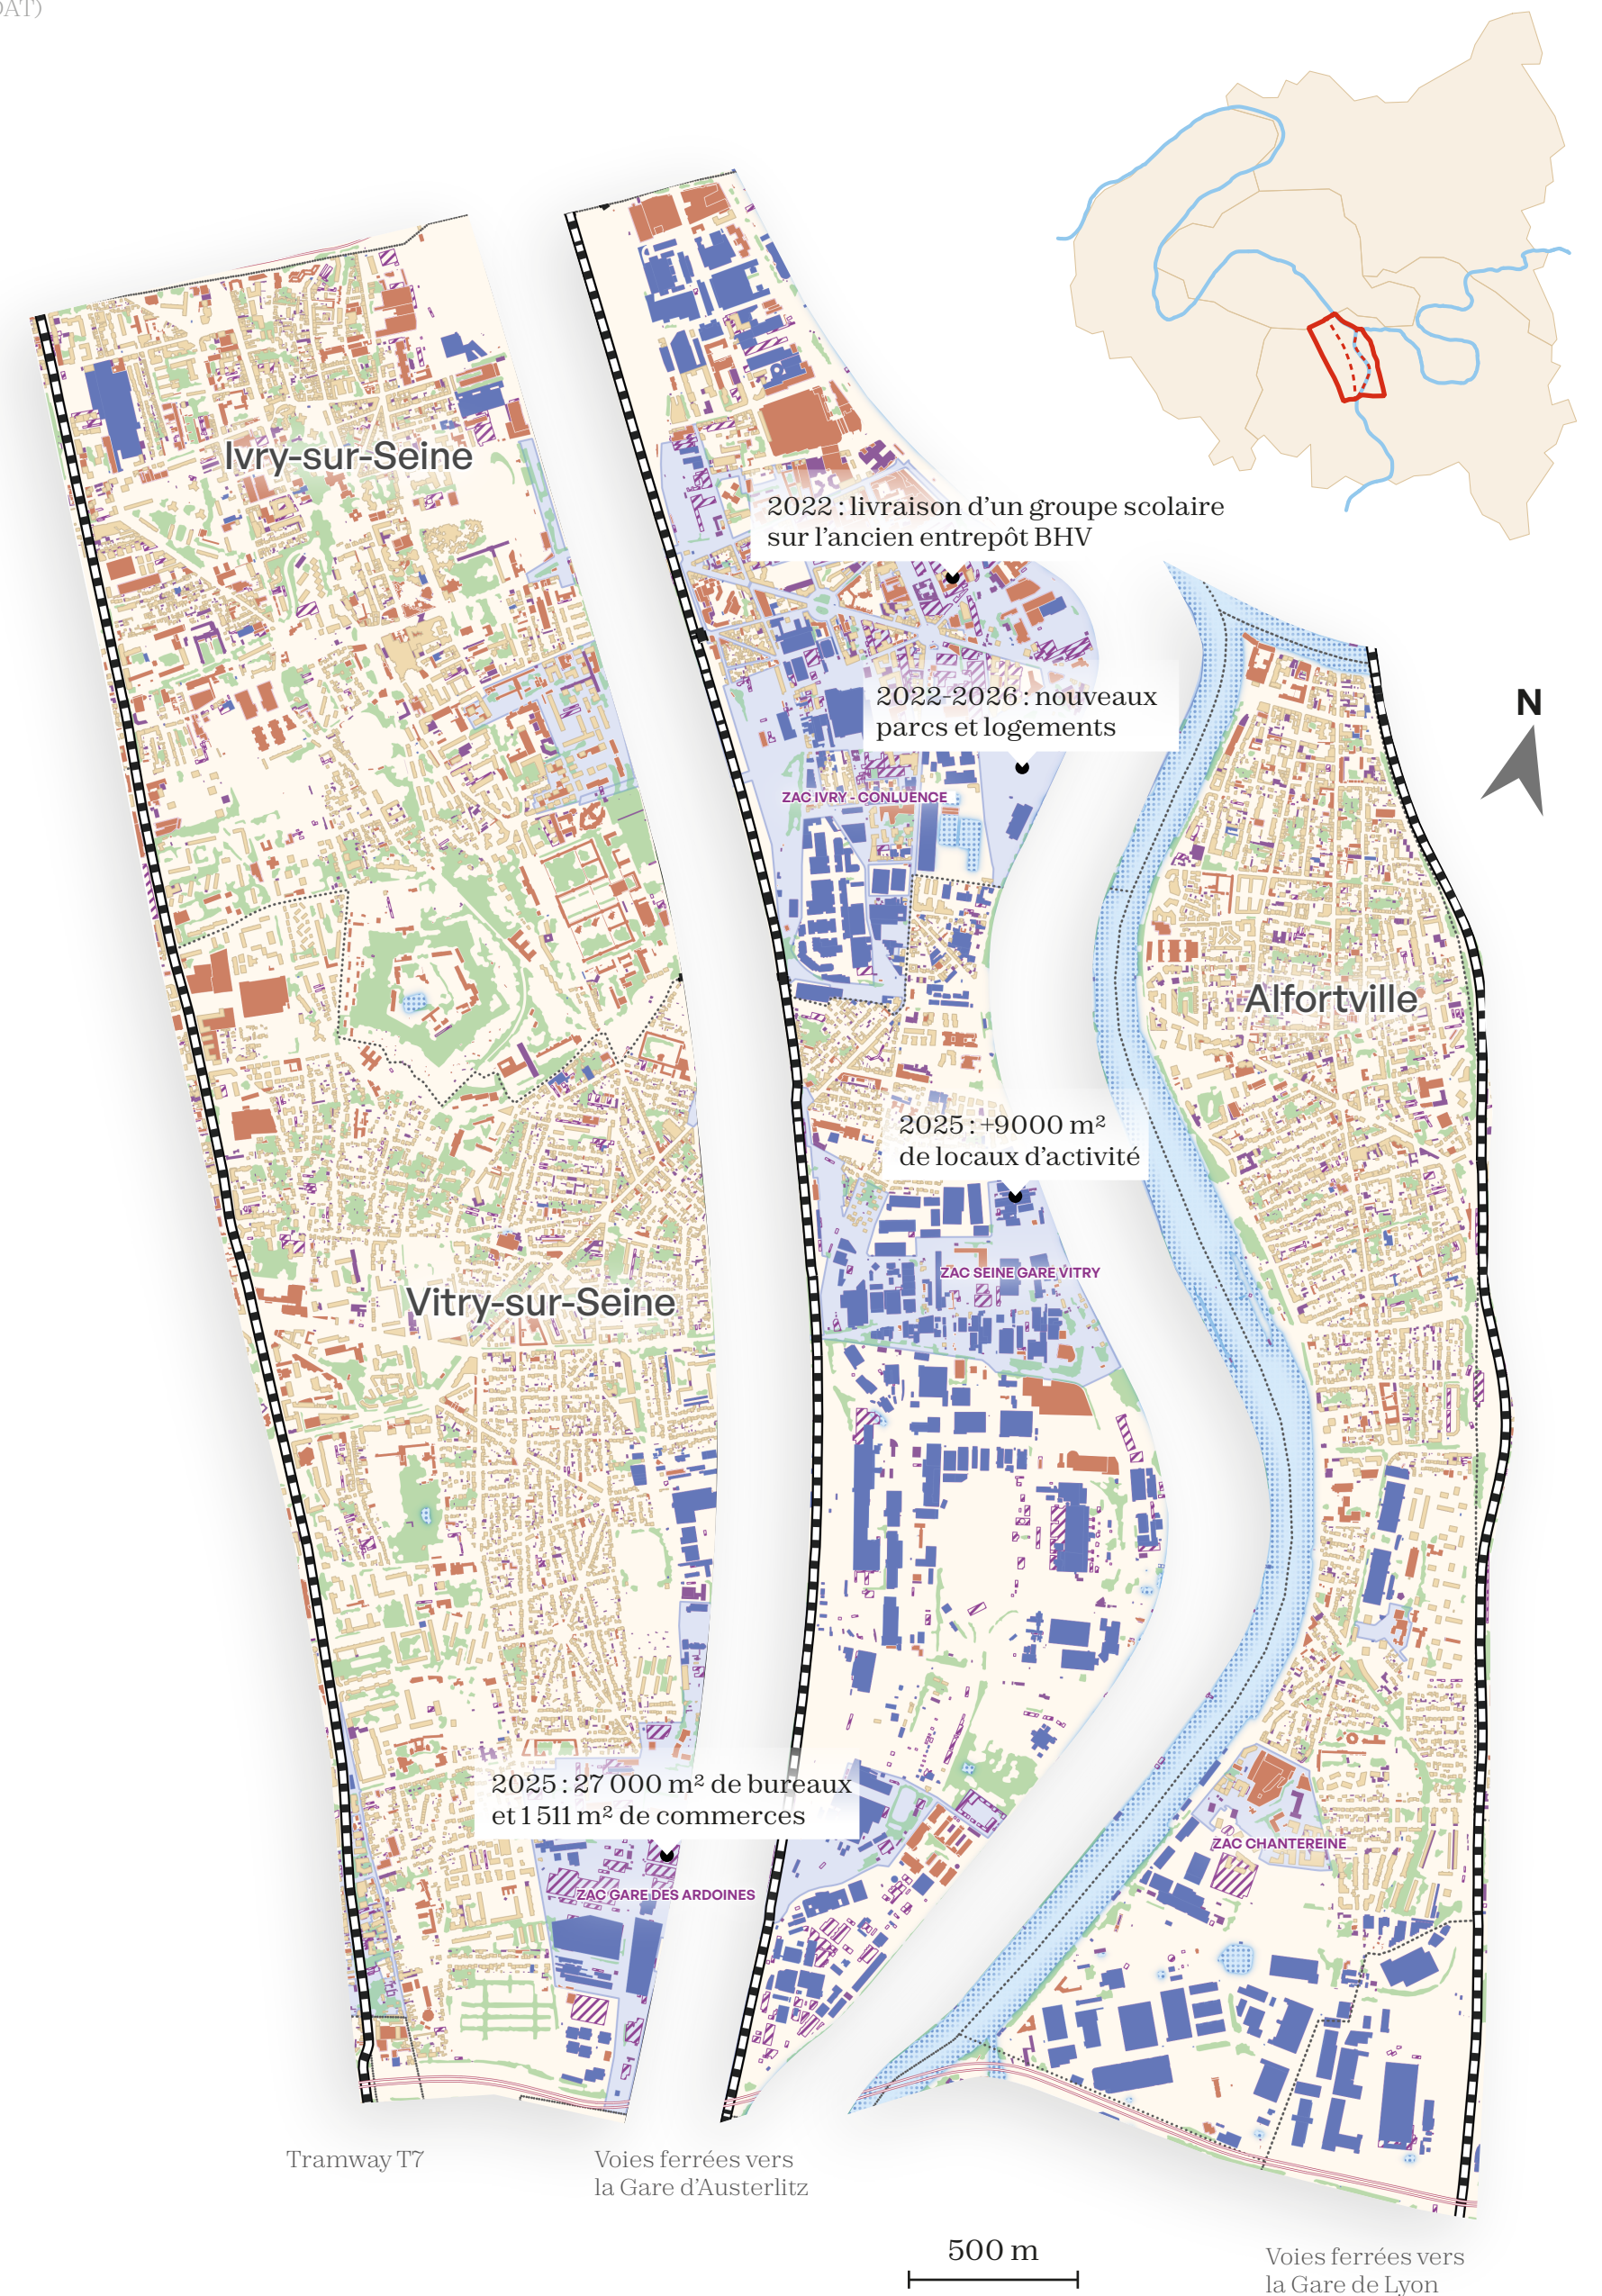 DAT)
Ivry-sur-Seine
2022 : livraison d’un groupe scolaire
sur l’ancien entrepôt BHV
2022-2026 : nouveaux
parcs et logements
N
ZAC IVRY - CONLUENCE
Alfortville
2025 : +9000 m²
de locaux d’activité
ZAC SEINE GARE VITRY
Vitry-sur-Seine
2025 : 27 000 m² de bureaux
et 1 511 m² de commerces
ZAC CHANTEREINE
ZAC GARE DES ARDOINES
Tramway T7
Voies ferrées vers
la Gare d’Austerlitz
500 m
Voies ferrées vers
la Gare de Lyon